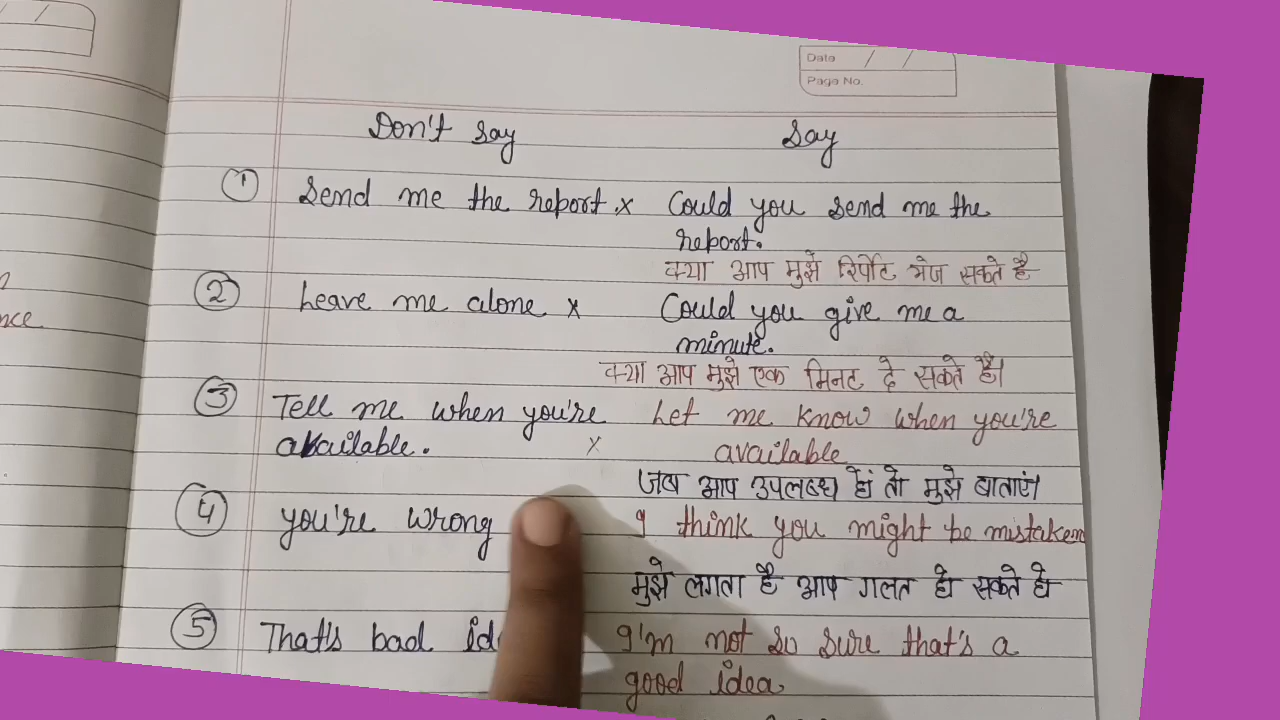 Data / /
Page No.
Don't Say Say
① Send me the report. x Could you send me the
report.
क्या आप मुझे रिर्पोट भेज सकते है
② Leave me alone x Could you give me a
minute.
क्या आप मुझे एक मिनट दे सकते है।
③ Tell me when you're Let me know when you're
available. x available
जब आप उपलब्ध हों तो मुझे बाताएं।
④ you're wrong I think you might be mistaken
मुझे लगता है आप गलत हो सकते हो
⑤ That's bad I'm not so sure that's a
good idea.